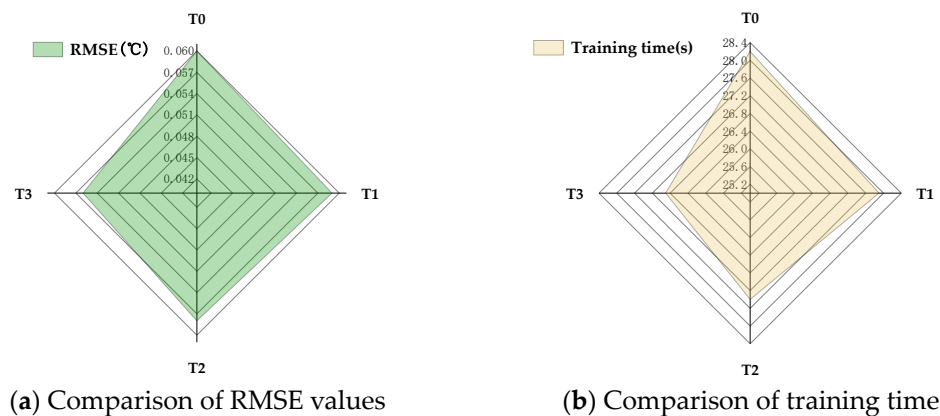 T0
RMSE(℃)
0.060
0.057
0.054
0.051
0.048
0.045
0.042
T3
T1
T2
(a) Comparison of RMSE values
T0
Training time(s)
28.4
28.0
27.6
27.2
26.8
26.4
26.0
25.6
25.2
T3
T1
T2
(b) Comparison of training time